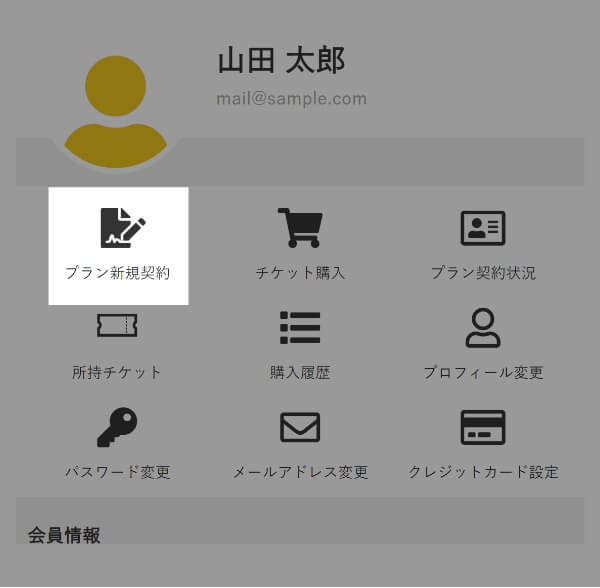 山田 太郎
mail@sample.com
プラン新規契約
チケット購入
プラン契約状況
所持チケット
購入履歴
プロフィール変更
パスワード変更
メールアドレス変更
クレジットカード設定
会員情報